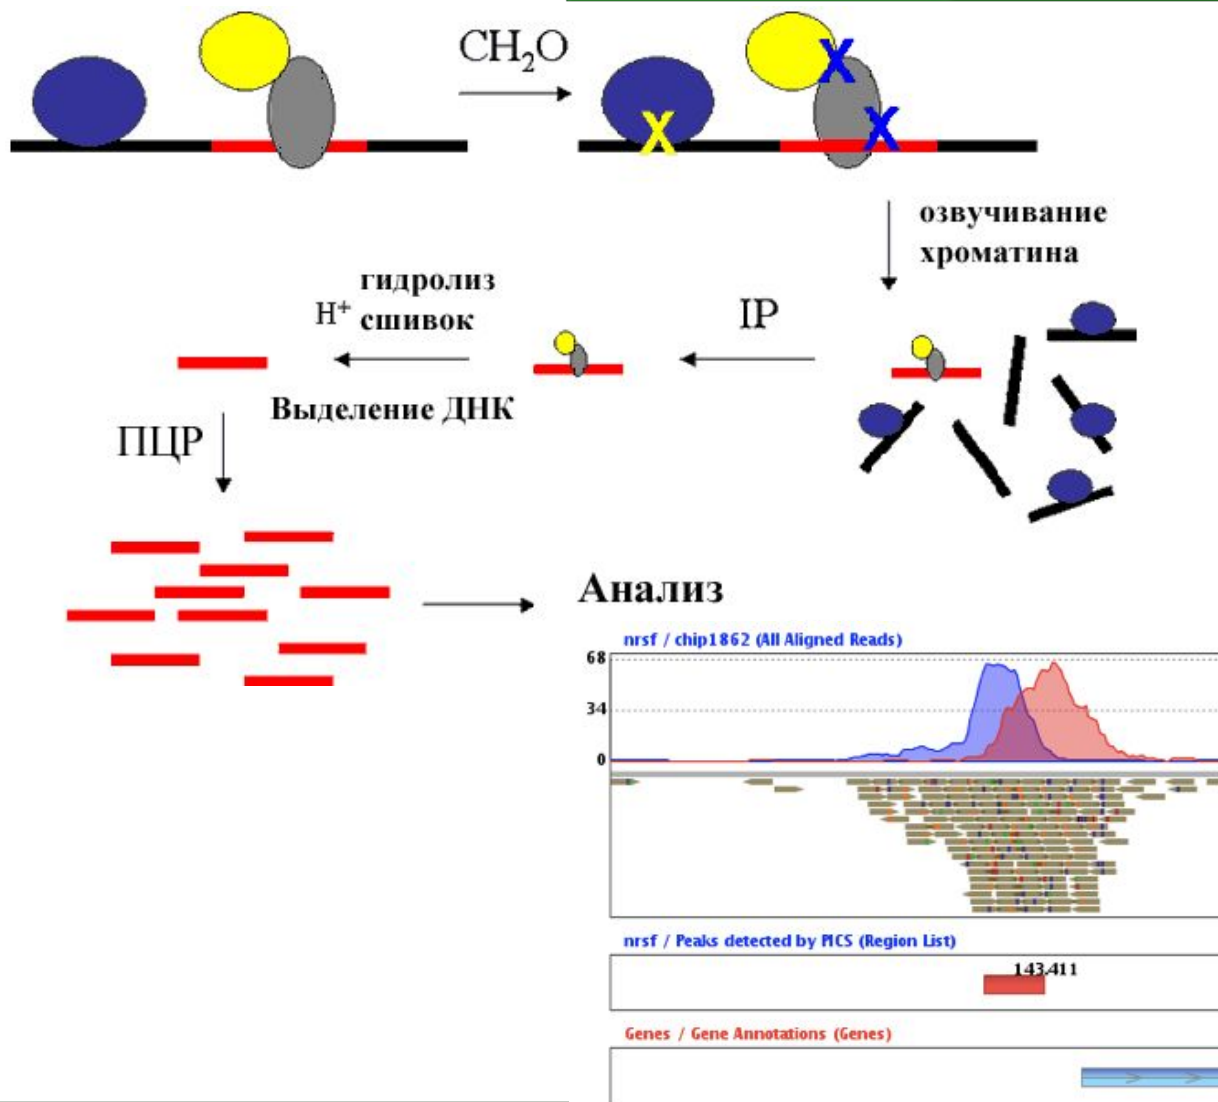 CH₂O
X
X
X
озвучивание
хроматина
IP
гидролиз
H⁺ сшивок
Выделение ДНК
ПЦР
Анализ
nrsf / chip1862 (All Aligned Reads)
68
34
0
nrsf / Peaks detected by PICS (Region List)
143.411
Genes / Gene Annotations (Genes)